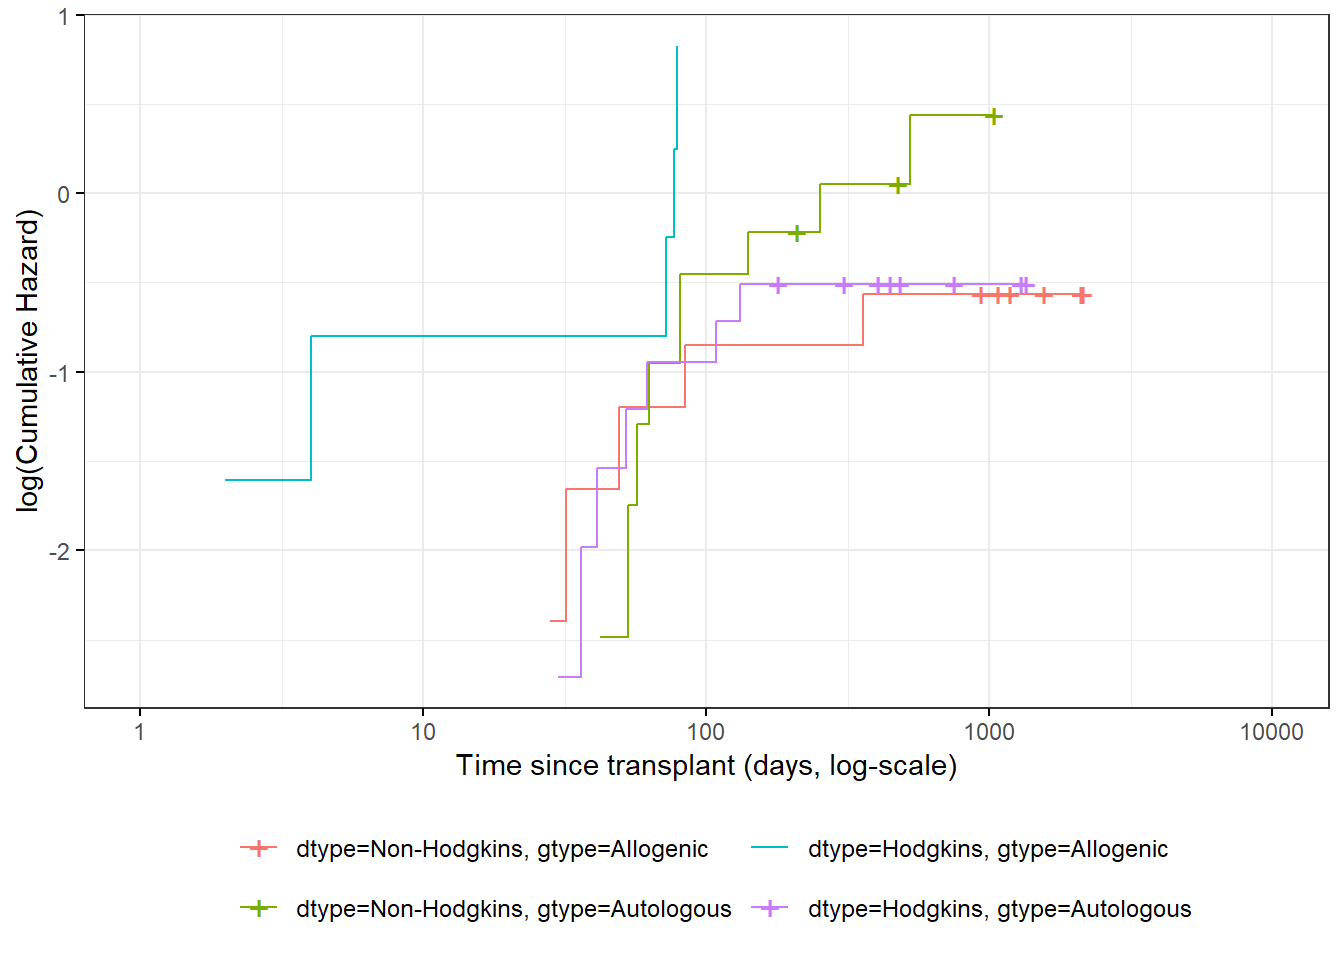 log(Cumulative Hazard)
1
0
-1
-2
1 10 100 1000 10000
Time since transplant (days, log-scale)
dtype=Non-Hodgkins, gtype=Allogenic dtype=Hodgkins, gtype=Allogenic
dtype=Non-Hodgkins, gtype=Autologous dtype=Hodgkins, gtype=Autologous